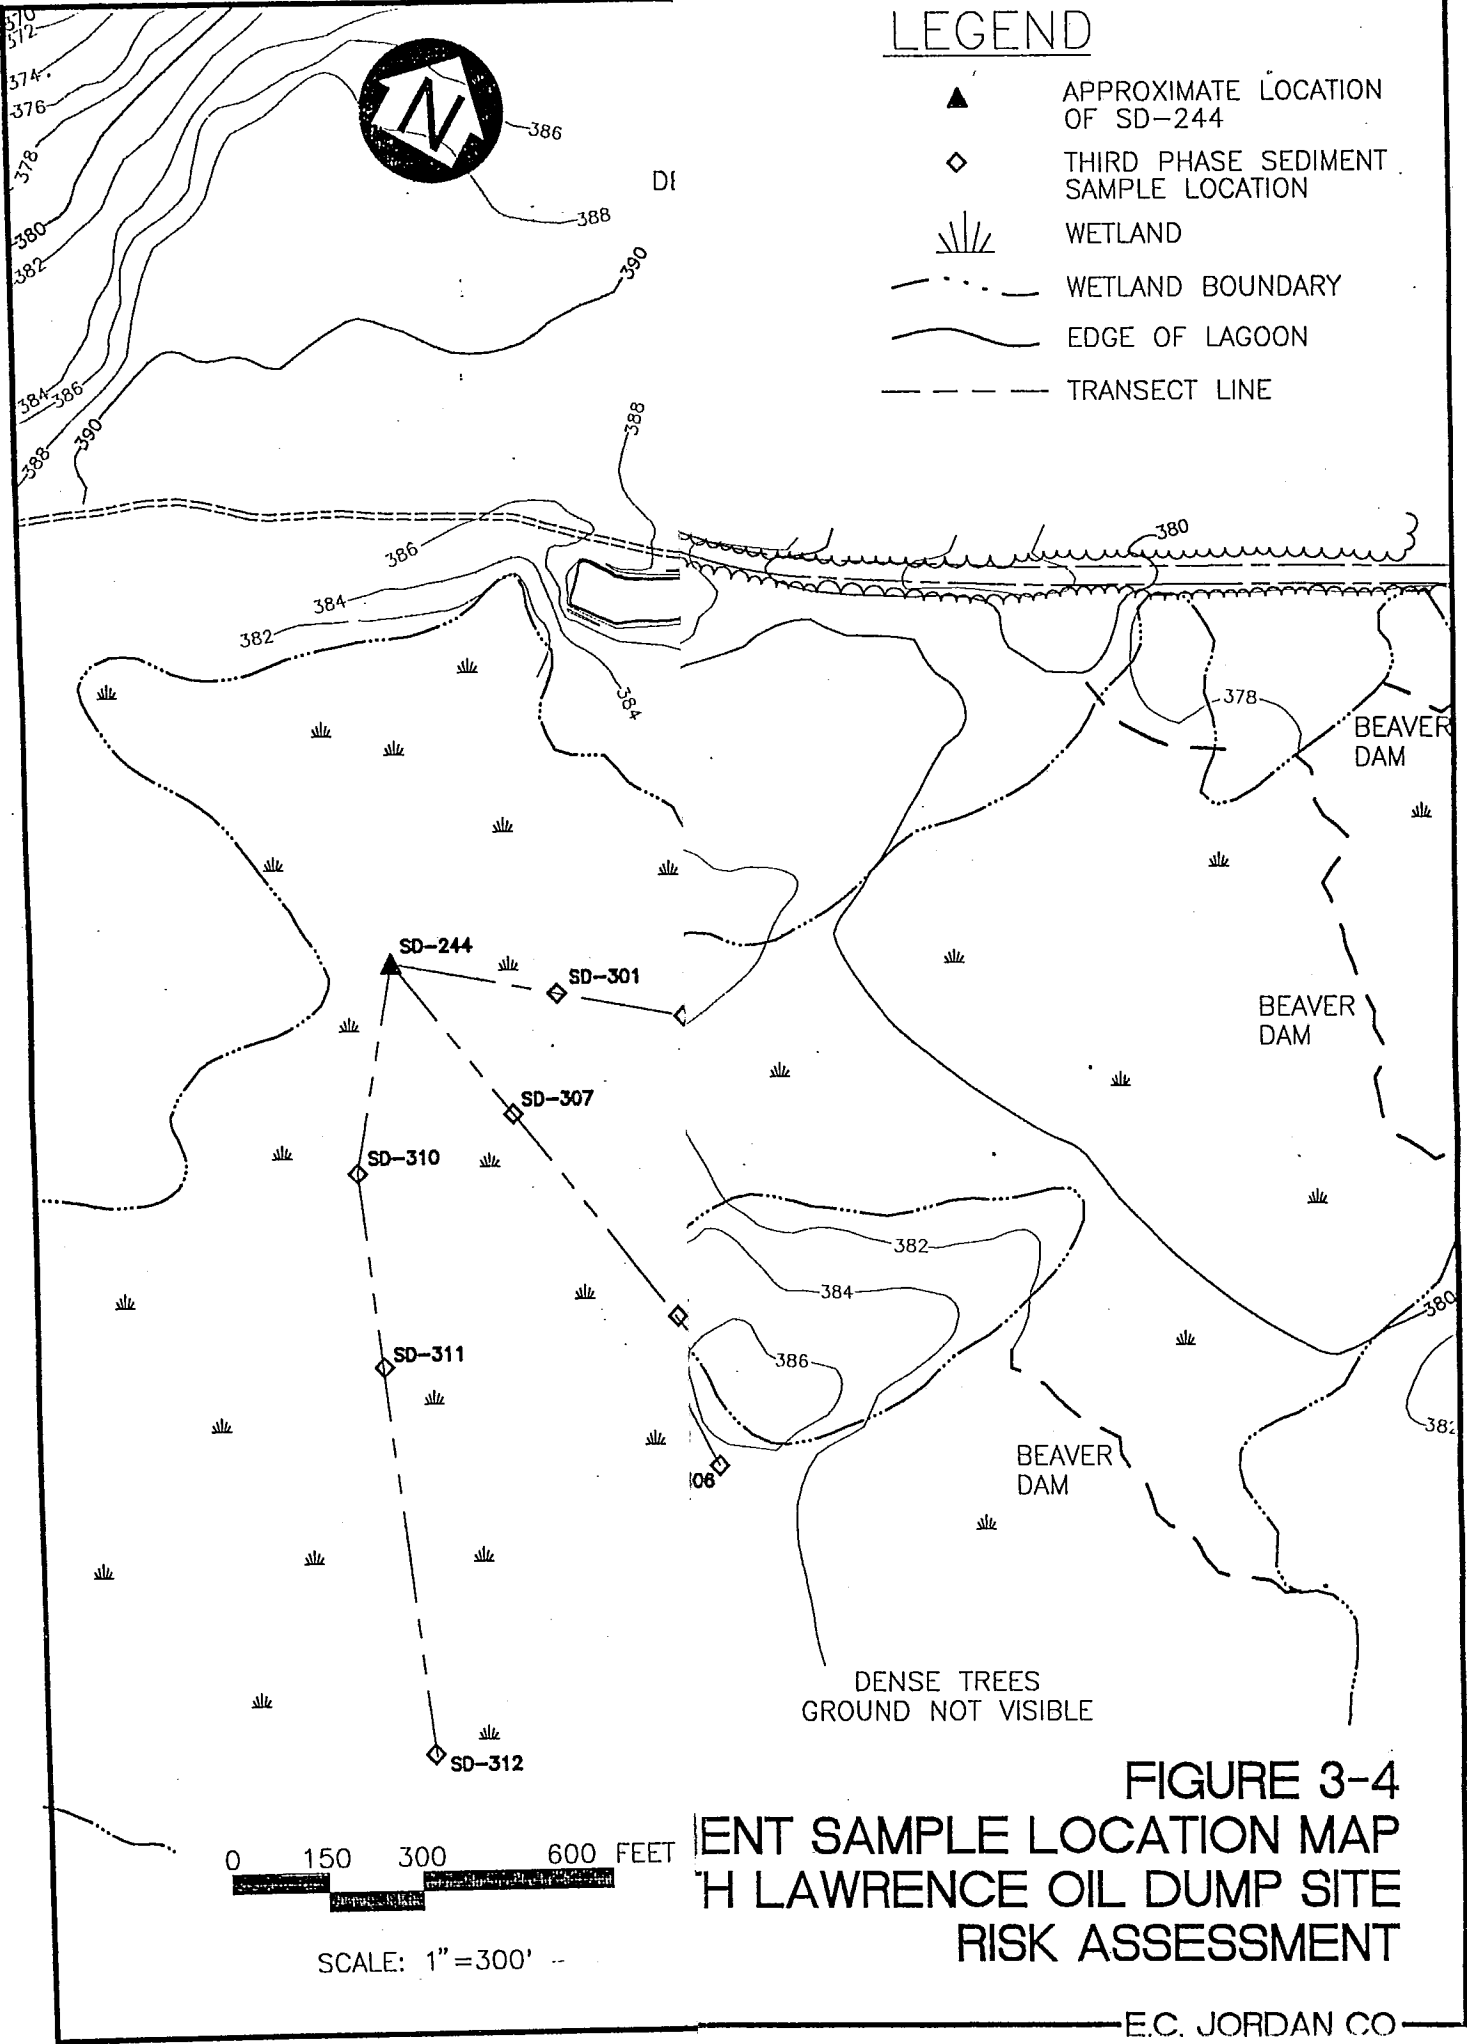 LEGEND
APPROXIMATE LOCATION
OF SD-244
THIRD PHASE SEDIMENT
SAMPLE LOCATION
WETLAND
WETLAND BOUNDARY
EDGE OF LAGOON
TRANSECT LINE
370
372
374
376
378
380
382
384
386
388
390
N
386
388
390
388
386
384
382
384
380
378
BEAVER
DAM
SD-244
SD-301
BEAVER
DAM
SD-307
SD-310
382
384
386
380
382
SD-311
BEAVER
DAM
06
DENSE TREES
GROUND NOT VISIBLE
SD-312
0 150 300 600 FEET
SCALE: 1"=300'
FIGURE 3-4
ENT SAMPLE LOCATION MAP
H LAWRENCE OIL DUMP SITE
RISK ASSESSMENT
E.C. JORDAN CO